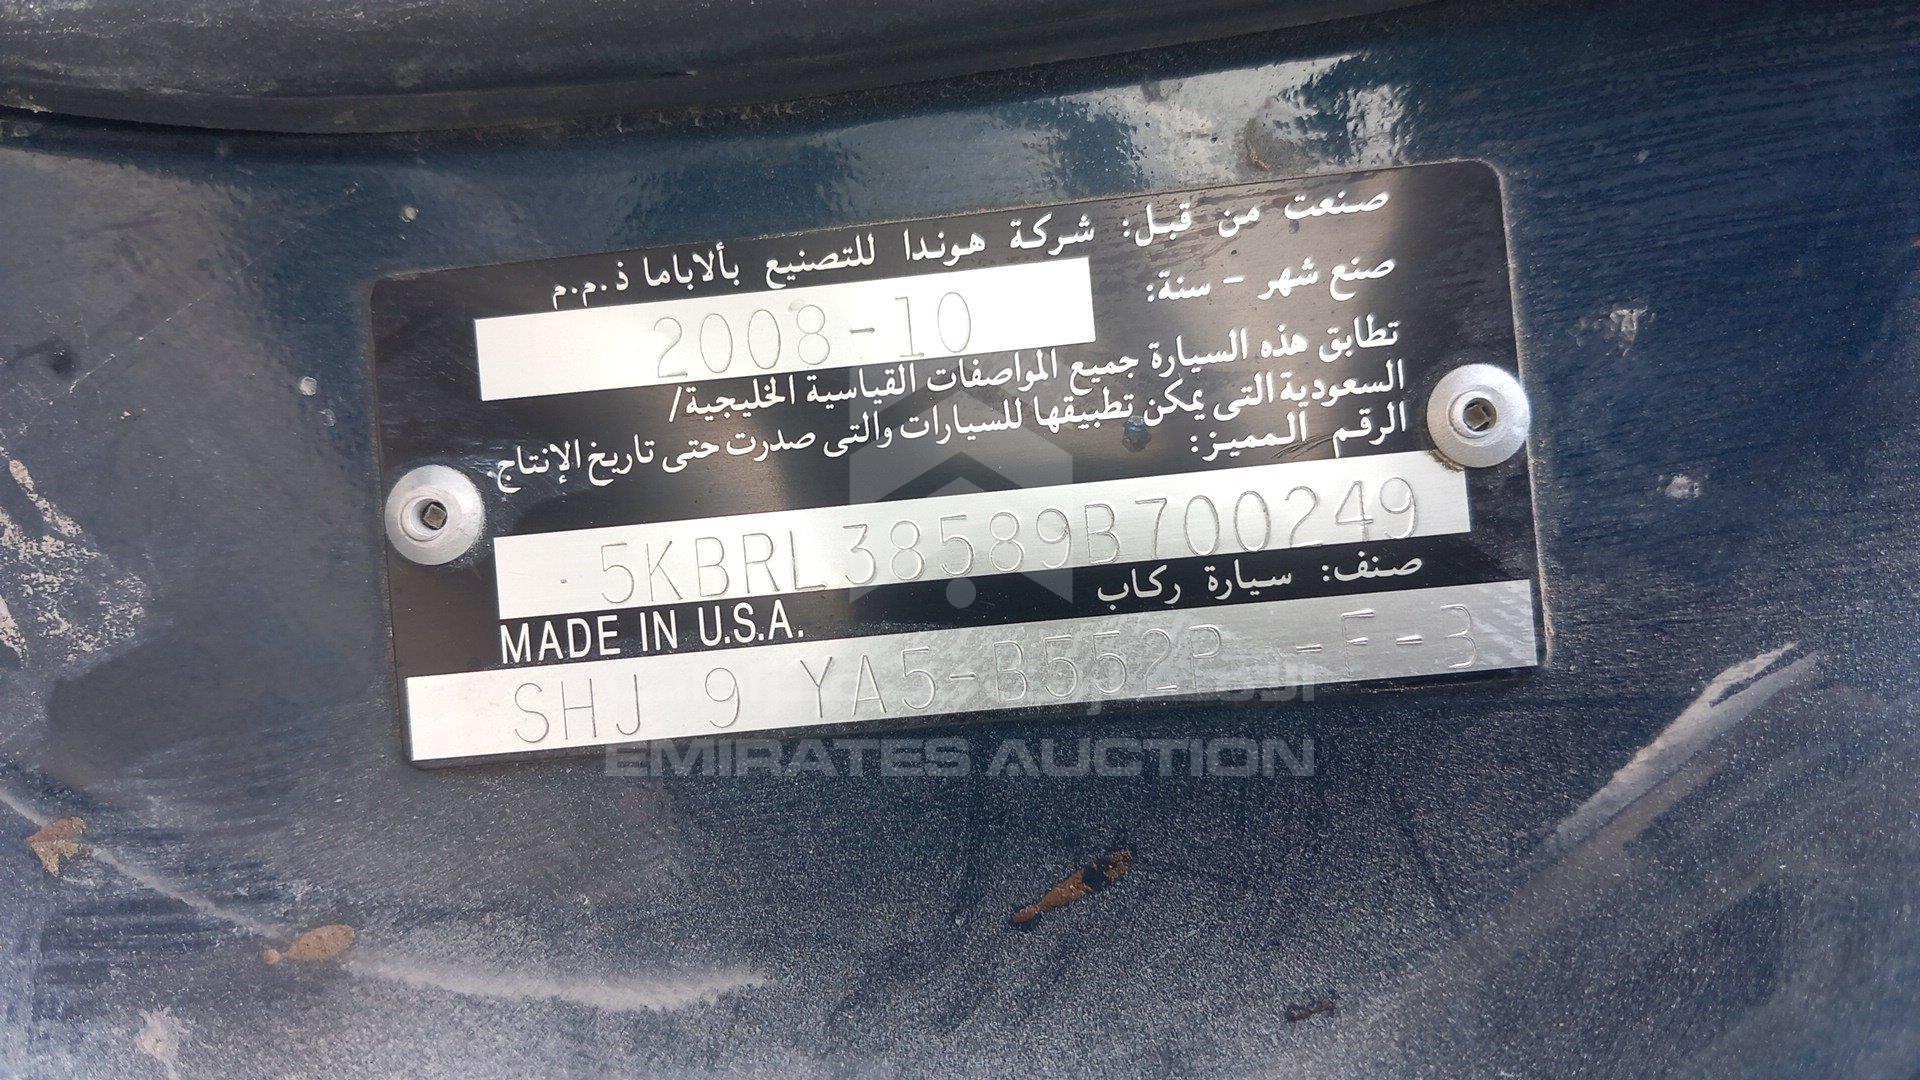 صنعت من قبل: شركة هوندا للتصنيع بألاباما ذ.م.م
صنع شهر - سنة: 2008-10
تطابق هذه السيارة جميع المواصفات القياسية الخليجية/
السعودية التى يمكن تطبيقها للسيارات والتى صدرت حتى تاريخ الإنتاج.
الرقم المميز:
5KBRL38589B700249
MADE IN U.S.A. صنف: سيارة ركاب
SHJ 9 YA5-B552P -F-3
EMIRATES AUCTION